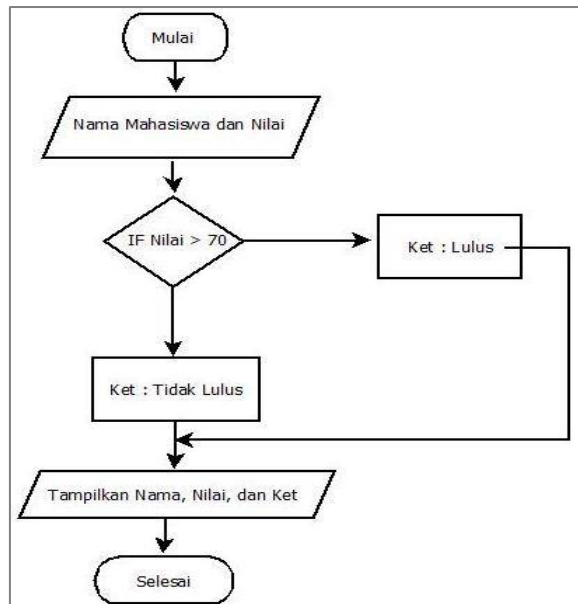 Mulai
Nama Mahasiswa dan Nilai
IF Nilai > 70
Ket : Lulus
Ket : Tidak Lulus
Tampilkan Nama, Nilai, dan Ket
Selesai